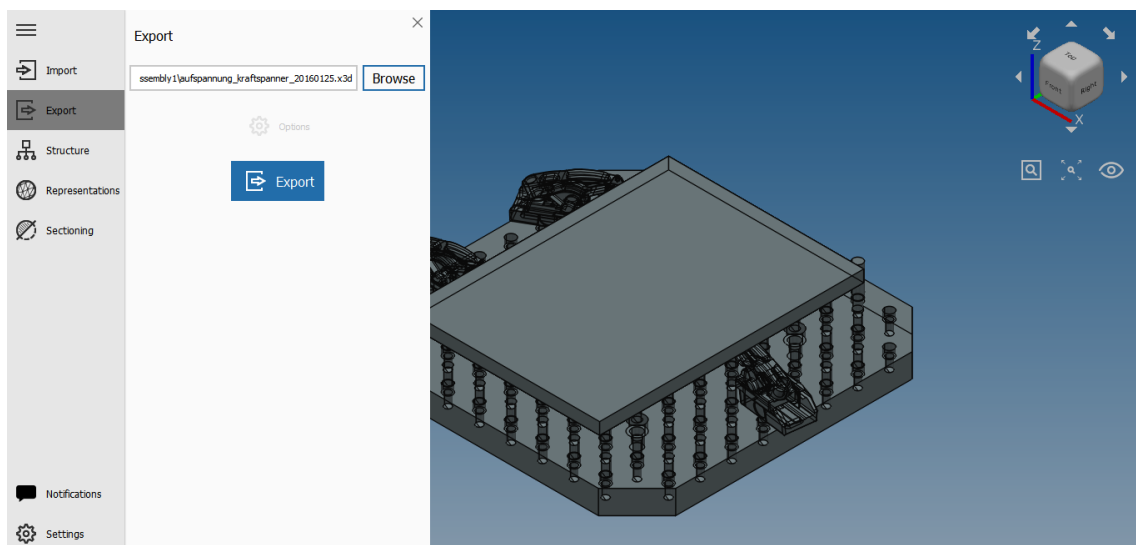 Export
Import
ssembly1\aufspannung_kraftspanner_20160125.x3d
Browse
Export
Options
Structure
Export
Representations
Sectioning
Notifications
Settings
Z
X
Top
Front
Right